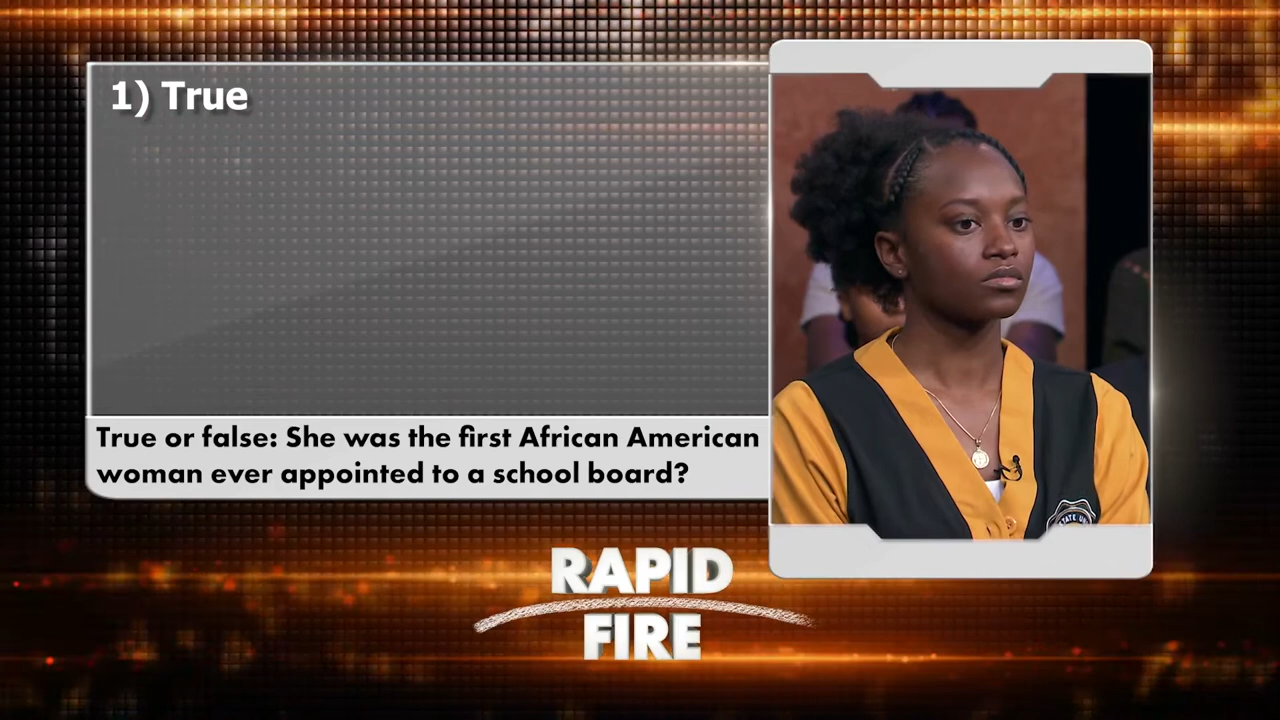 1) True
True or false: She was the first African American
woman ever appointed to a school board?
RAPID
FIRE